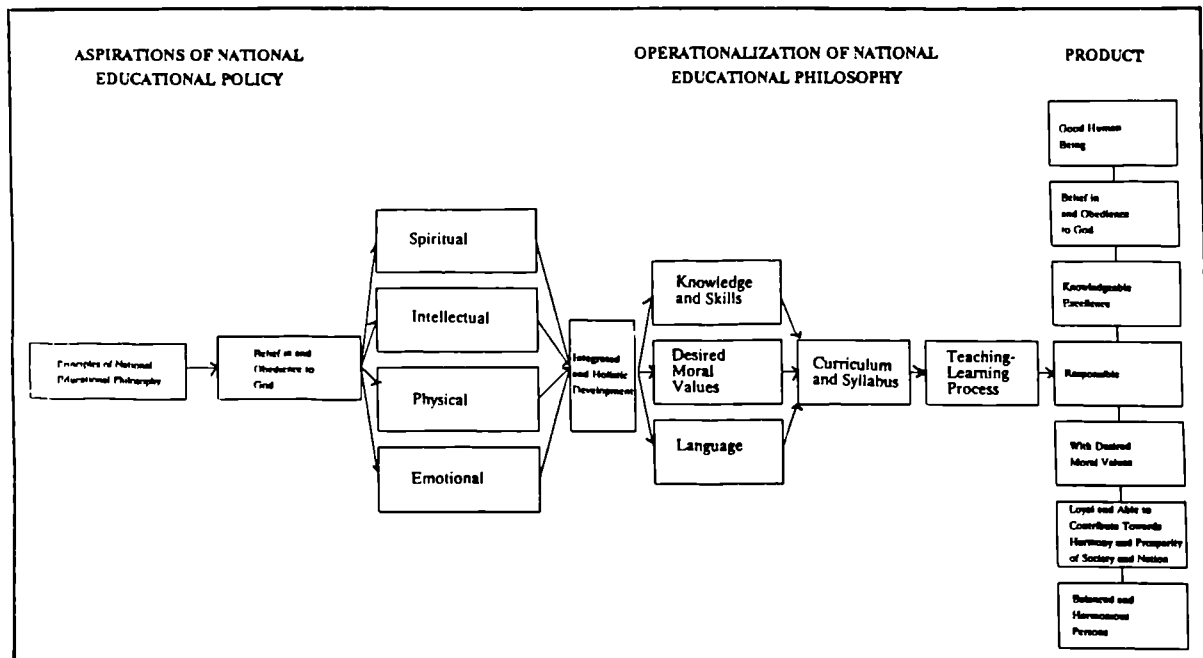 ASPIRATIONS OF NATIONAL
EDUCATIONAL POLICY
OPERATIONALIZATION OF NATIONAL
EDUCATIONAL PHILOSOPHY
PRODUCT
Examples of National
Educational Philosophy
Belief in and
Obedience to
God
Spiritual
Intellectual
Physical
Emotional
Integrated
and Holistic
Development
Knowledge
and Skills
Desired
Moral
Values
Language
Curriculum
and Syllabus
Teaching-
Learning
Process
Good Human
Being
Belief in
and Obedience
to God
Knowledgeable
Excellence
Responsible
With Desired
Moral Values
Loyal and Able to
Contribute Towards
Harmony and Prosperity
of Society and Nation
Balanced and
Harmonious
Persons